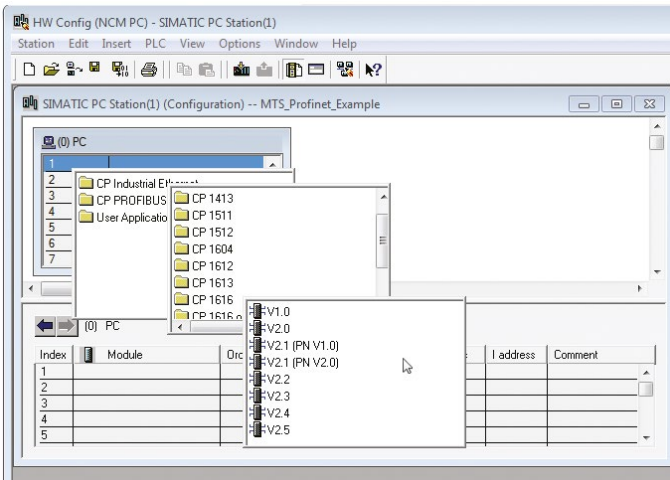 HW Config (NCM PC) - SIMATIC PC Station(1)
Station Edit Insert PLC View Options Window Help
SIMATIC PC Station(1) (Configuration) -- MTS_Profinet_Example
(0) PC
1
2
3
4
5
6
7
CP Industrial
CP PROFIBUS
User
CP 1413
CP 1511
CP 1512
CP 1604
CP 1612
CP 1613
CP 1616
CP 1616
V1.0
V2.0
V2.1 (PN V1.0)
V2.1 (PN V2.0)
V2.2
V2.3
V2.4
V2.5
(0) PC
Index Module I address Comment
1
2
3
4
5